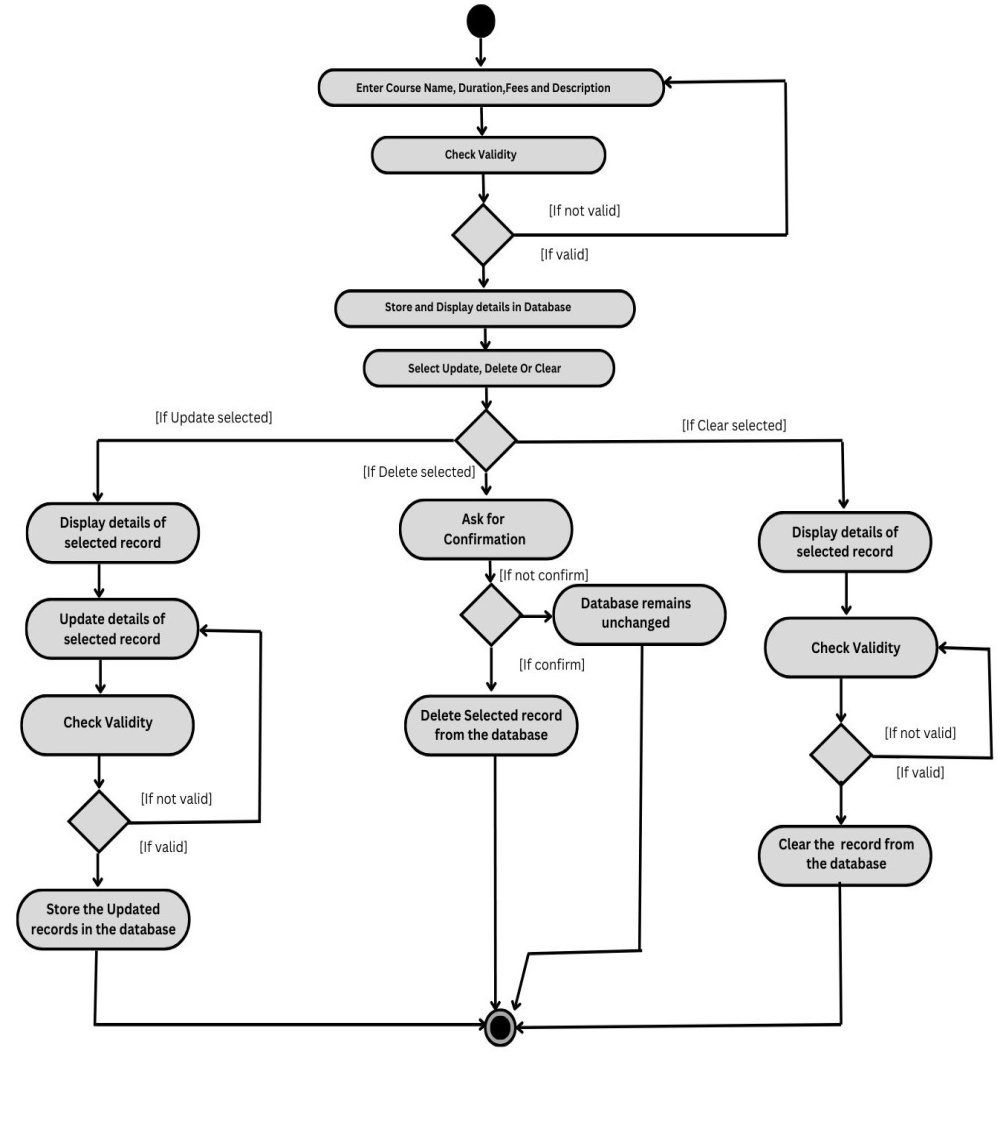 Enter Course Name, Duration,Fees and Description
Check Validity
[If not valid]
[If valid]
Store and Display details in Database
Select Update, Delete Or Clear
[If Update selected]
[If Clear selected]
[If Delete selected]
Display details of
selected record
Update details of
selected record
Check Validity
[If not valid]
[If valid]
Store the Updated
records in the database
Ask for
Confirmation
[If not confirm]
Database remains
unchanged
[If confirm]
Delete Selected record
from the database
Display details of
selected record
Check Validity
[If not valid]
[If valid]
Clear the record from
the database